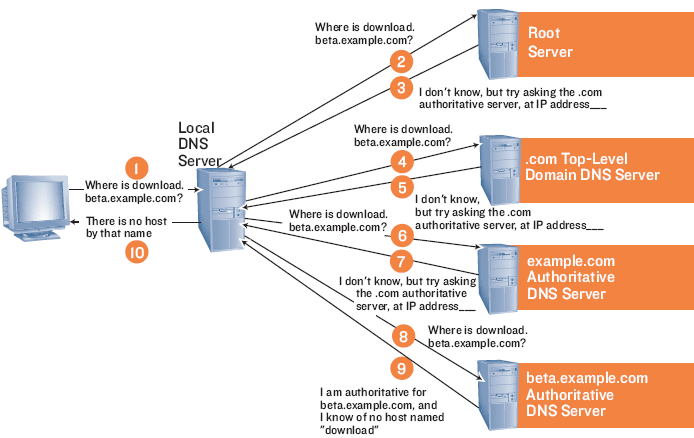 Where is download.
beta.example.com?
2
3
Root
Server
I don't know, but try asking the .com
authoritative server, at IP address___
Local
DNS
Server
1
Where is download.
beta.example.com?
There is no host
by that name
10
Where is download.
beta.example.com?
4
5
.com Top-Level
Domain DNS Server
I don't know,
but try asking the .com
authoritative server, at IP address___
Where is download.
beta.example.com?
6
7
example.com
Authoritative
DNS Server
I don't know, but try asking
the .com authoritative
server, at IP address___
8
Where is download.
beta.example.com?
9
I am authoritative for
beta.example.com, and
I know of no host named
"download"
beta.example.com
Authoritative
DNS Server